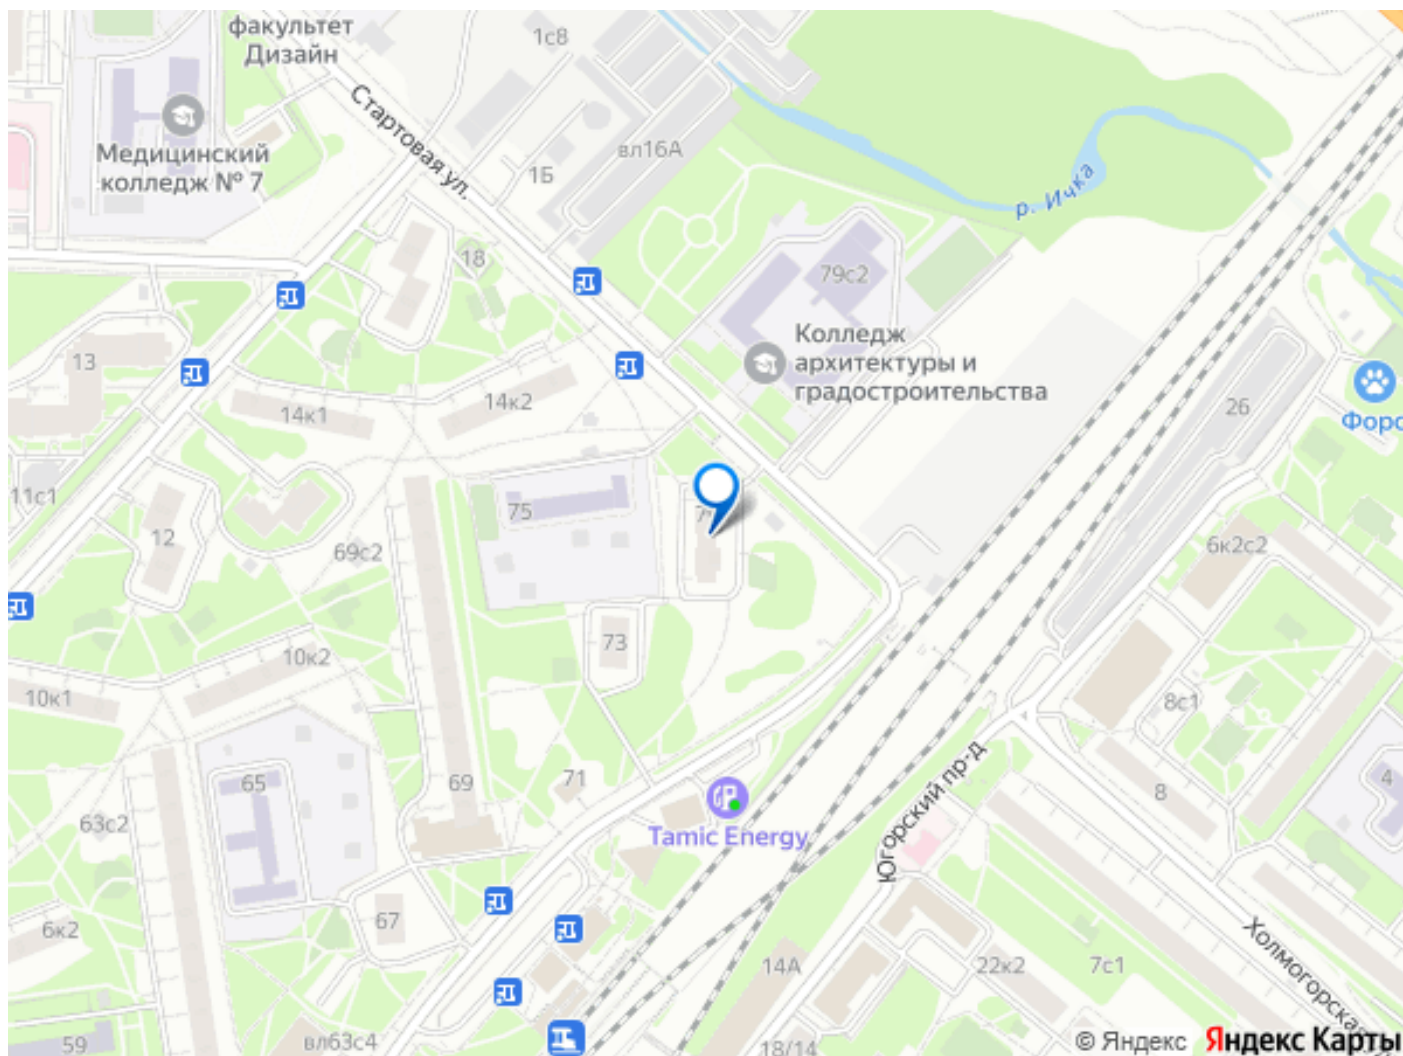 факультет
Дизайн
1с8
Стартовая ул.
Медицинский
колледж № 7
вл16А
1Б
р. Ичка
18
79с2
Колледж
архитектуры и
градостроительства
13
14к1
14к2
26
Форс
11с1
12
75
69с2
6к2с2
73
10к2
10к1
8с1
Югорский пр-д
65
69
71
8
4
63с2
Tamic Energy
67
6к2
14А
22к2
7с1
Холмогорская
59
вл63с4
18/14
© Яндекс Яндекс Карты